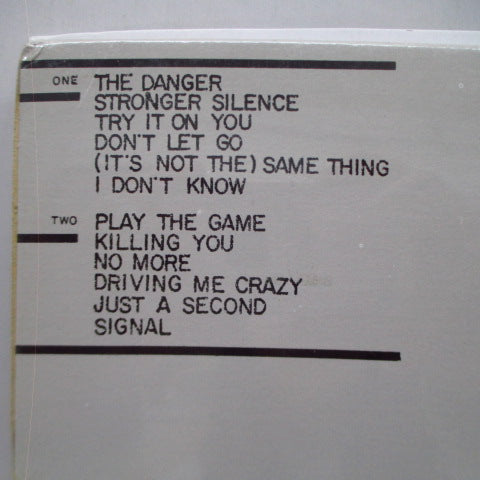 ONE THE DANGER
STRONGER SILENCE
TRY IT ON YOU
DON'T LET GO
(IT'S NOT THE) SAME THING
I DON'T KNOW
TWO PLAY THE GAME
KILLING YOU
NO MORE
DRIVING ME CRAZY
JUST A SECOND
SIGNAL